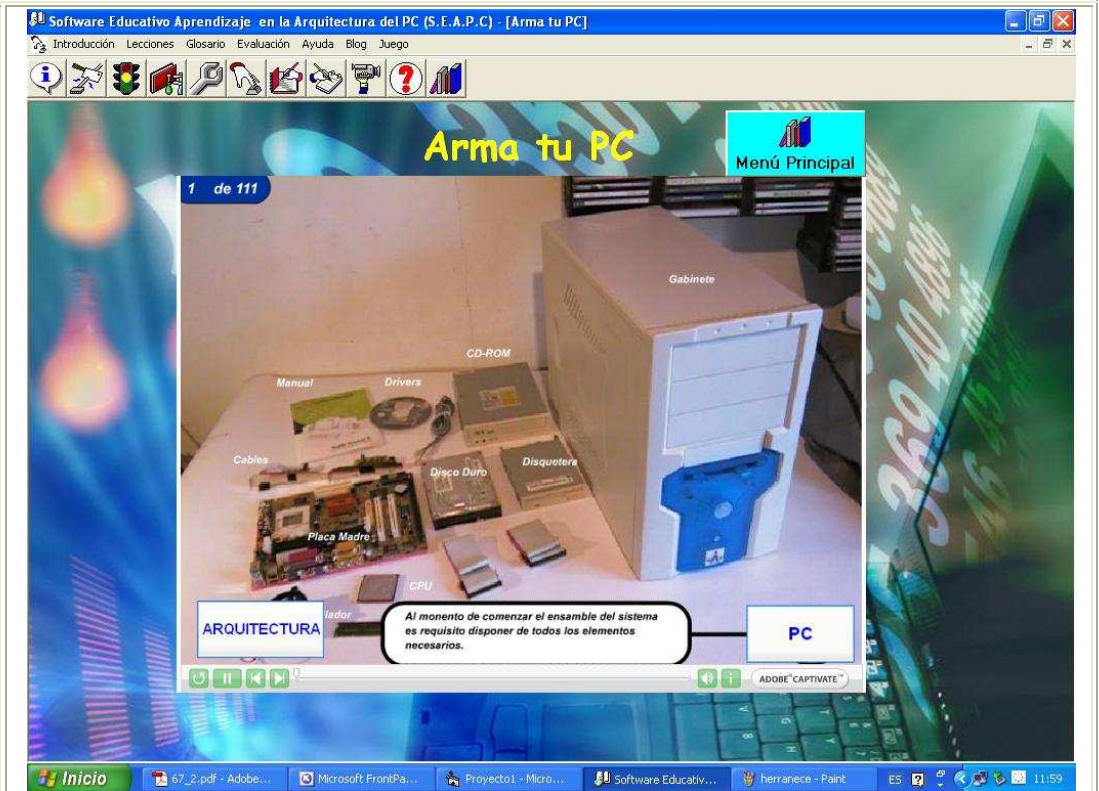 Software Educativo Aprendizaje en la Arquitectura del PC (S.E.A.P.C) - [Arma tu PC]
Introducción Lecciones Glosario Evaluación Ayuda Blog Juego
Arma tu PC
Menú Principal
1 de 111
Gabinete
CD-ROM
Manual
Drivers
Cables
Disco Duro
Disquetera
Placa Madre
CPU
ARQUITECTURA
Al monento de comenzar el ensamble del sistema
es requisito disponer de todos los elementos
necesarios.
PC
ADOBE® CAPTIVATE™
Inicio
67_2.pdf - Adobe...
Microsoft FrontPa...
Proyecto1 - Micro...
Software Educativ...
herranece - Paint
ES
11:59